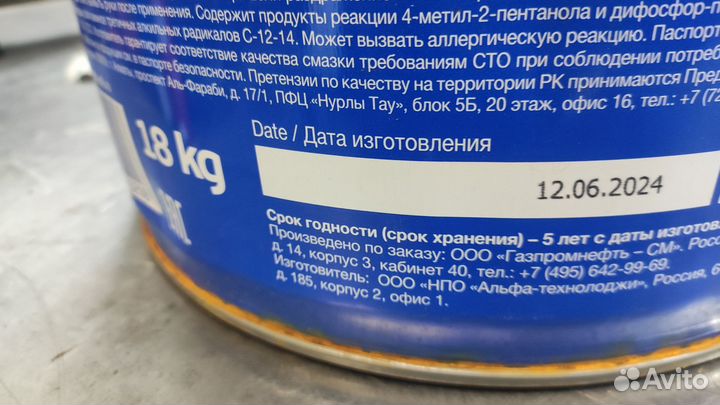 руки после применения. Содержит продукты реакции 4-метил-2-пентанола и дифосфор-п
третичных алкильных радикалов С-12-14. Может вызвать аллергическую реакцию. Паспорт
гарантирует соответствие качества смазки требованиям СТО при соблюдении потреб
в паспорте безопасности. Претензии по качеству на территории РК принимаются Пред
проспект Аль-Фараби, д. 17/1, ПФЦ «Нурлы Тау», блок 5Б, 20 этаж, офис 16, тел.: +7 (72
18 kg
Date / Дата изготовления
12.06.2024
EAC
Срок годности (срок хранения) – 5 лет с даты изготов
Произведено по заказу: ООО «Газпромнефть – СМ». Росс
д. 14, корпус 3, кабинет 40, тел.: +7 (495) 642-99-69.
Изготовитель: ООО «НПО «Альфа-технолоджи», Россия, 6
д. 185, корпус 2, офис 1.
Avito